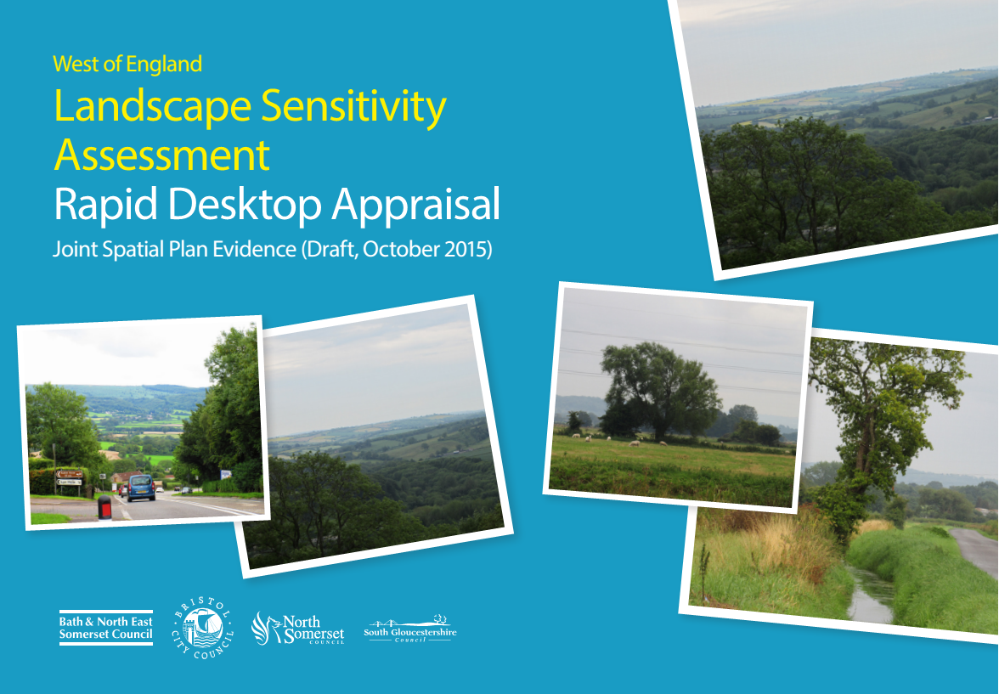 West of England
Landscape Sensitivity
Assessment
Rapid Desktop Appraisal
Joint Spatial Plan Evidence (Draft, October 2015)
Bath & North East
Somerset Council
BRISTOL
CITY COUNCIL
North
Somerset
COUNCIL
South Gloucestershire
Council